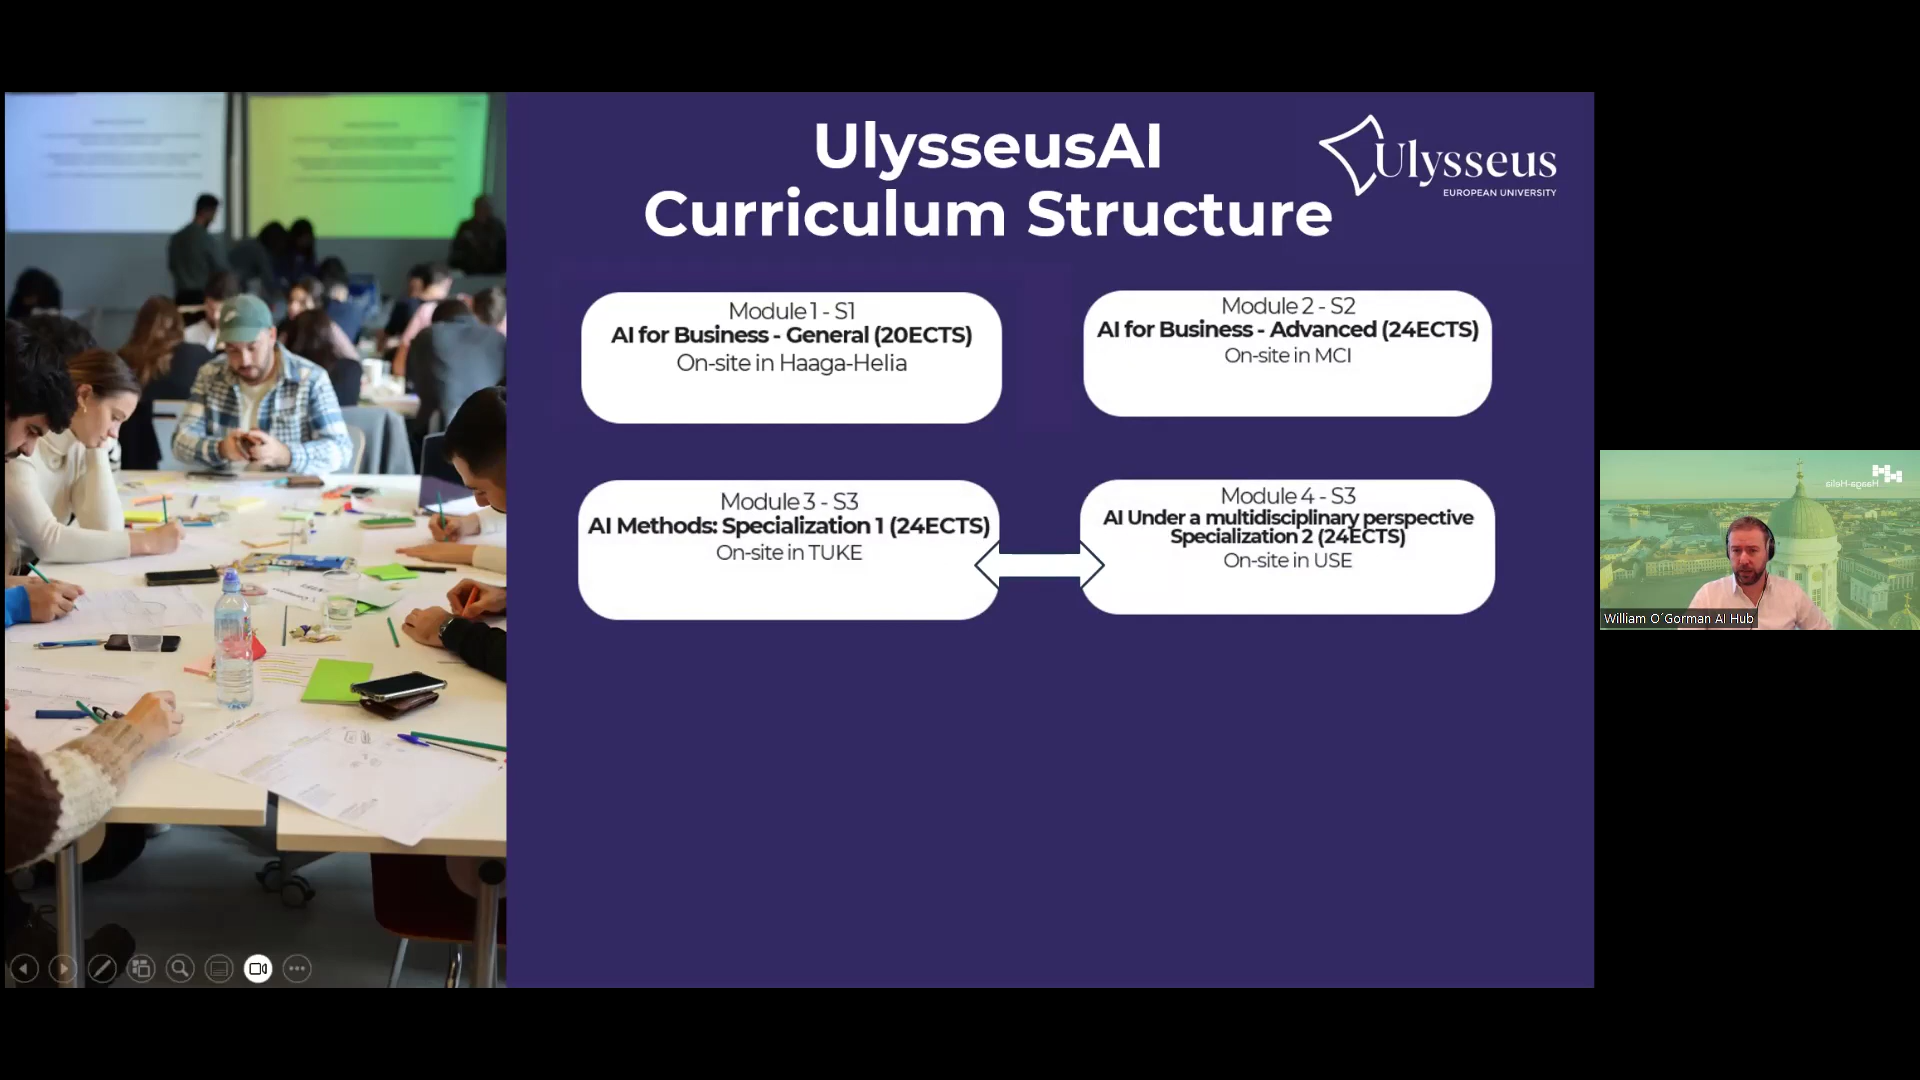 UlysseusAI
Curriculum Structure
Ulysseus
EUROPEAN UNIVERSITY
Module 1 - S1
AI for Business - General (20ECTS)
On-site in Haaga-Helia
Module 2 - S2
AI for Business - Advanced (24ECTS)
On-site in MCI
Module 3 - S3
AI Methods: Specialization 1 (24ECTS)
On-site in TUKE
Module 4 - S3
AI Under a multidisciplinary perspective
Specialization 2 (24ECTS)
On-site in USE
Haaga-Helia
William O´Gorman AI Hub